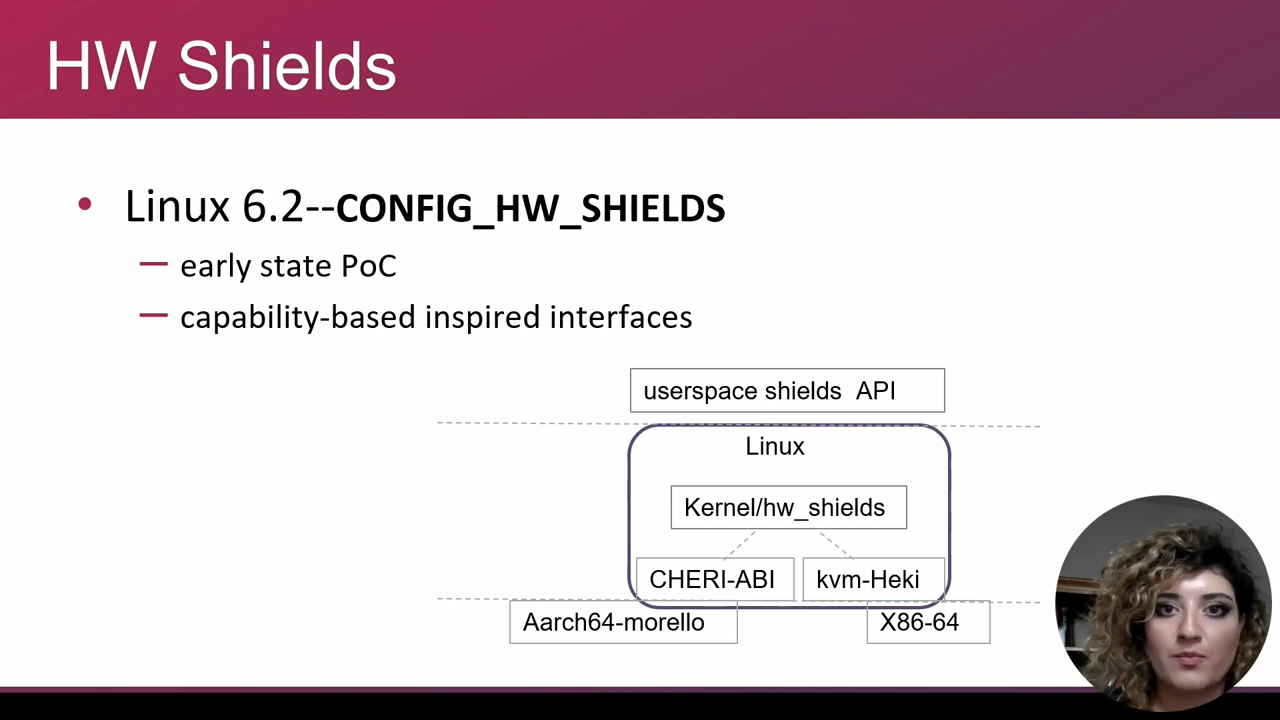 HW Shields
• Linux 6.2--CONFIG_HW_SHIELDS
— early state PoC
— capability-based inspired interfaces
userspace shields API
Linux
Kernel/hw_shields
CHERI-ABI
kvm-Heki
Aarch64-morello
X86-64